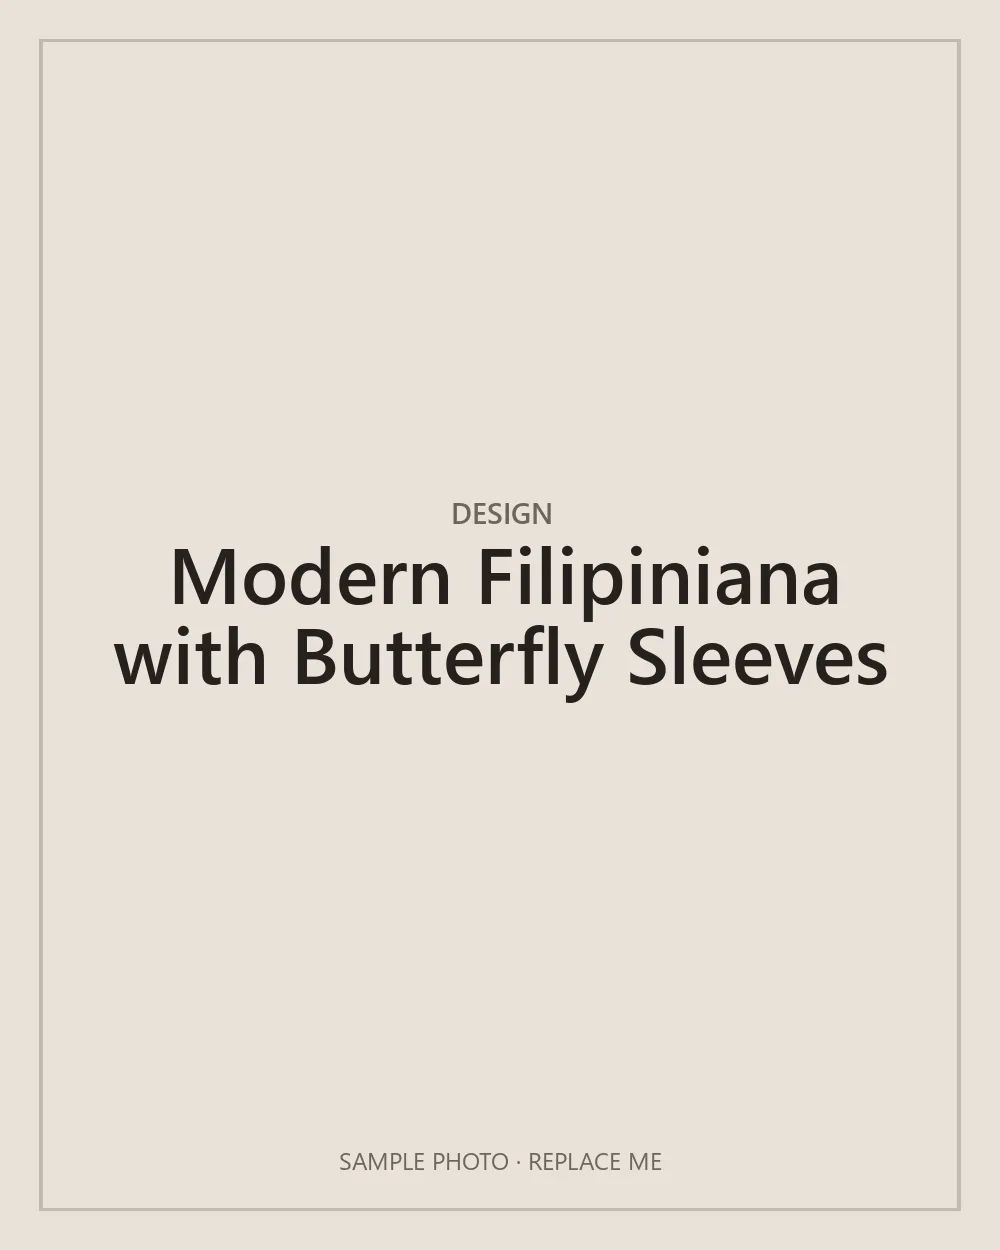 DESIGN
Modern Filipiniana
with Butterfly Sleeves
SAMPLE PHOTO · REPLACE ME